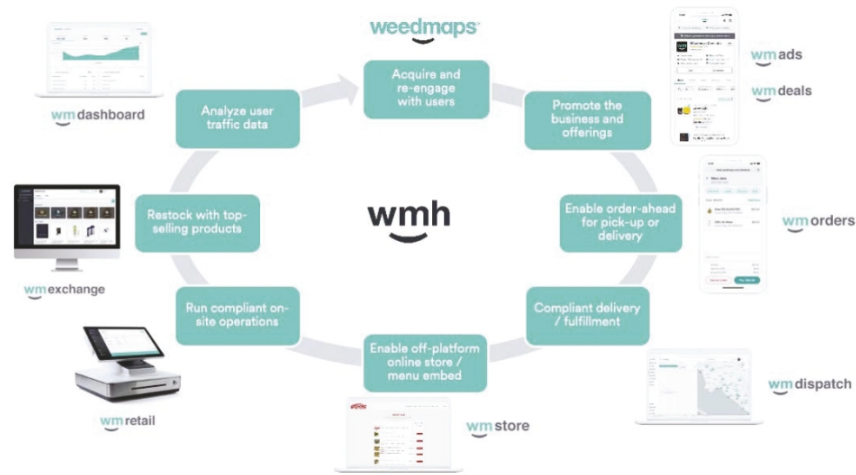 weedmaps
Acquire and
re-engage
with users
wm ads
wm deals
Promote the
business and
offerings
Enable order-ahead
for pick-up or
delivery
wm orders
Compliant delivery
/ fulfillment
wm dispatch
Enable off-platform
online store /
menu embed
wm store
Run compliant on-
site operations
wm retail
Restock with top-
selling products
wm exchange
Analyze user
traffic data
wm dashboard
wmh